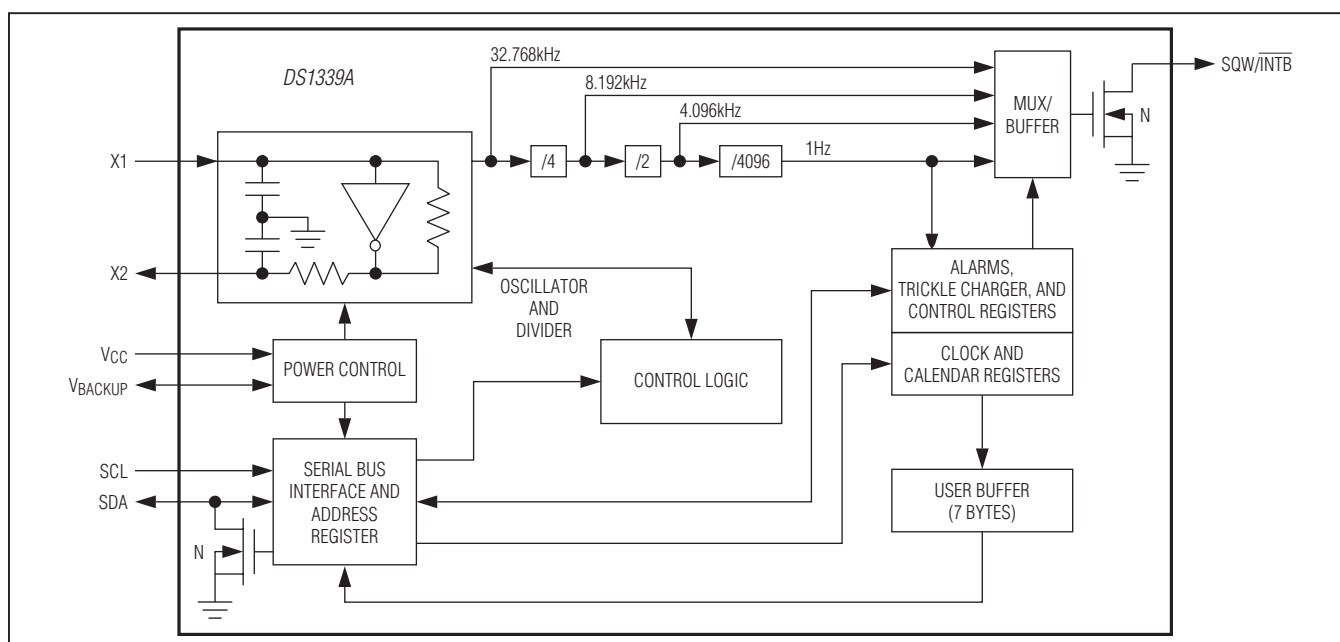 DS1339A
32.768kHz
8.192kHz
4.096kHz
1Hz
/4
/2
/4096
MUX/
BUFFER
N
SQW/INTB
X1
X2
OSCILLATOR
AND
DIVIDER
ALARMS,
TRICKLE CHARGER, AND
CONTROL REGISTERS
CLOCK AND
CALENDAR REGISTERS
VCC
VBACKUP
POWER CONTROL
CONTROL LOGIC
SCL
SDA
SERIAL BUS
INTERFACE AND
ADDRESS
REGISTER
N
USER BUFFER
(7 BYTES)